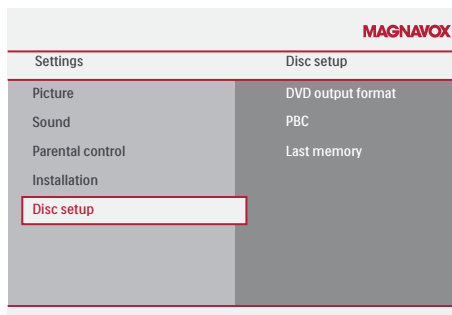 MAGNAVOX
Settings Disc setup
Picture DVD output format
Sound PBC
Parental control Last memory
Installation
Disc setup